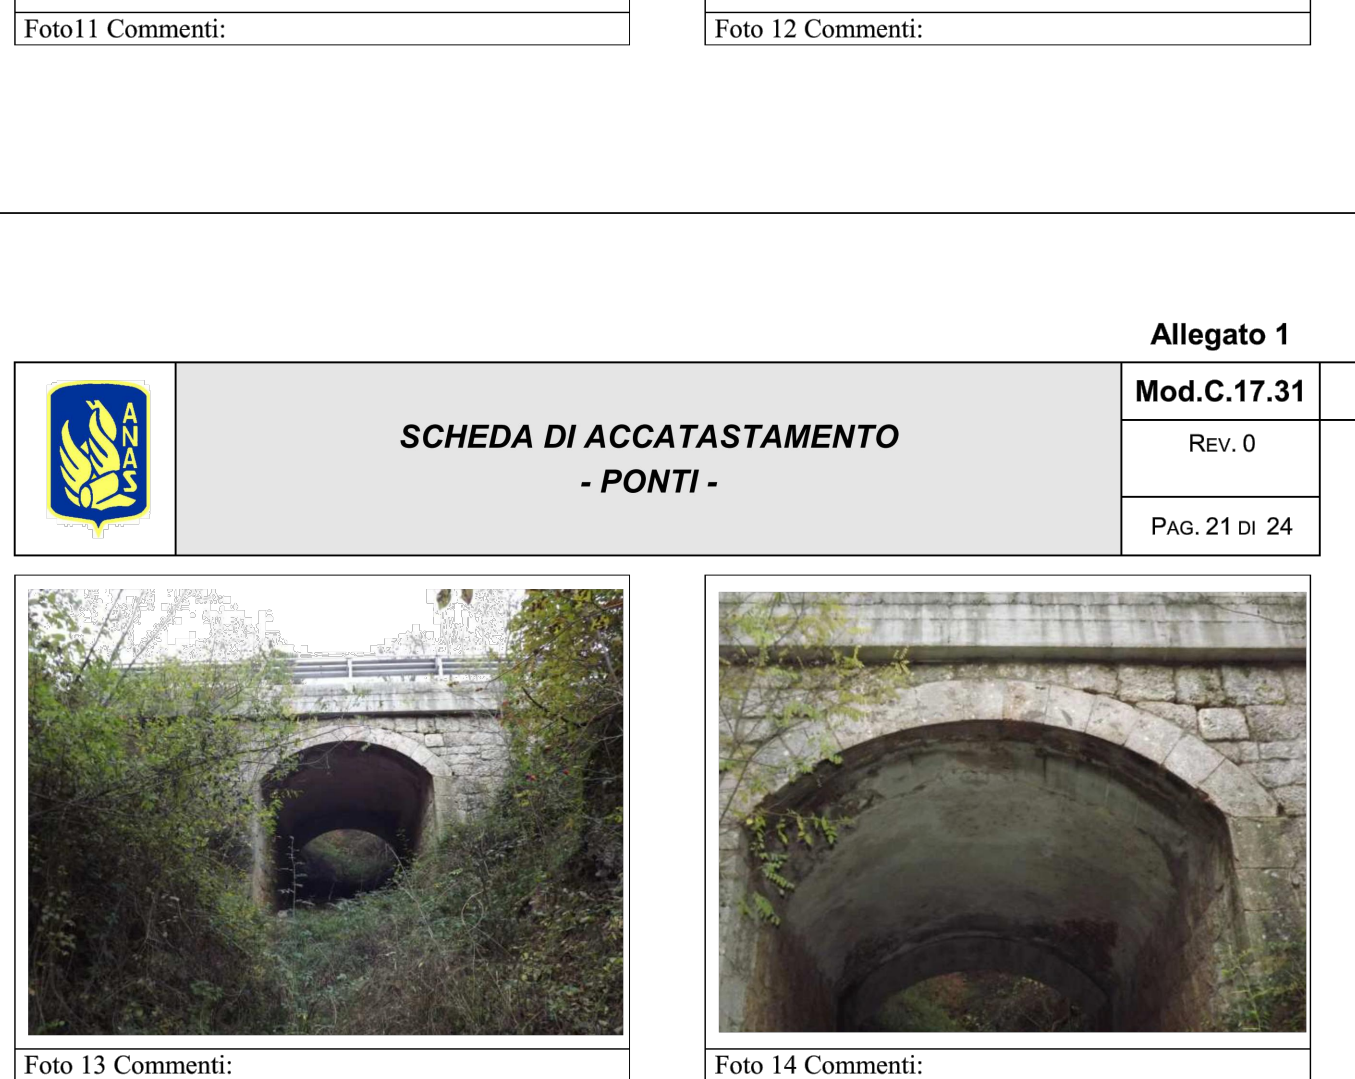 Foto11 Commenti:
Foto 12 Commenti:
Allegato 1
ANAS
SCHEDA DI ACCATASTAMENTO
- PONTI -
Mod.C.17.31
REV. 0
PAG. 21 DI 24
Foto 13 Commenti:
Foto 14 Commenti: